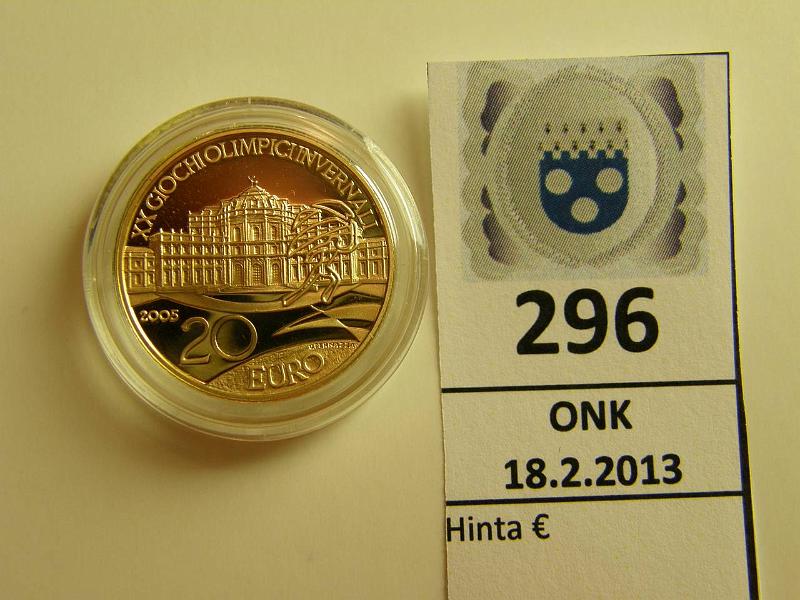 XX GIOCHI OLIMPICI INVERNALI
2005
20
EURO
296
ONK
18.2.2013
Hinta €